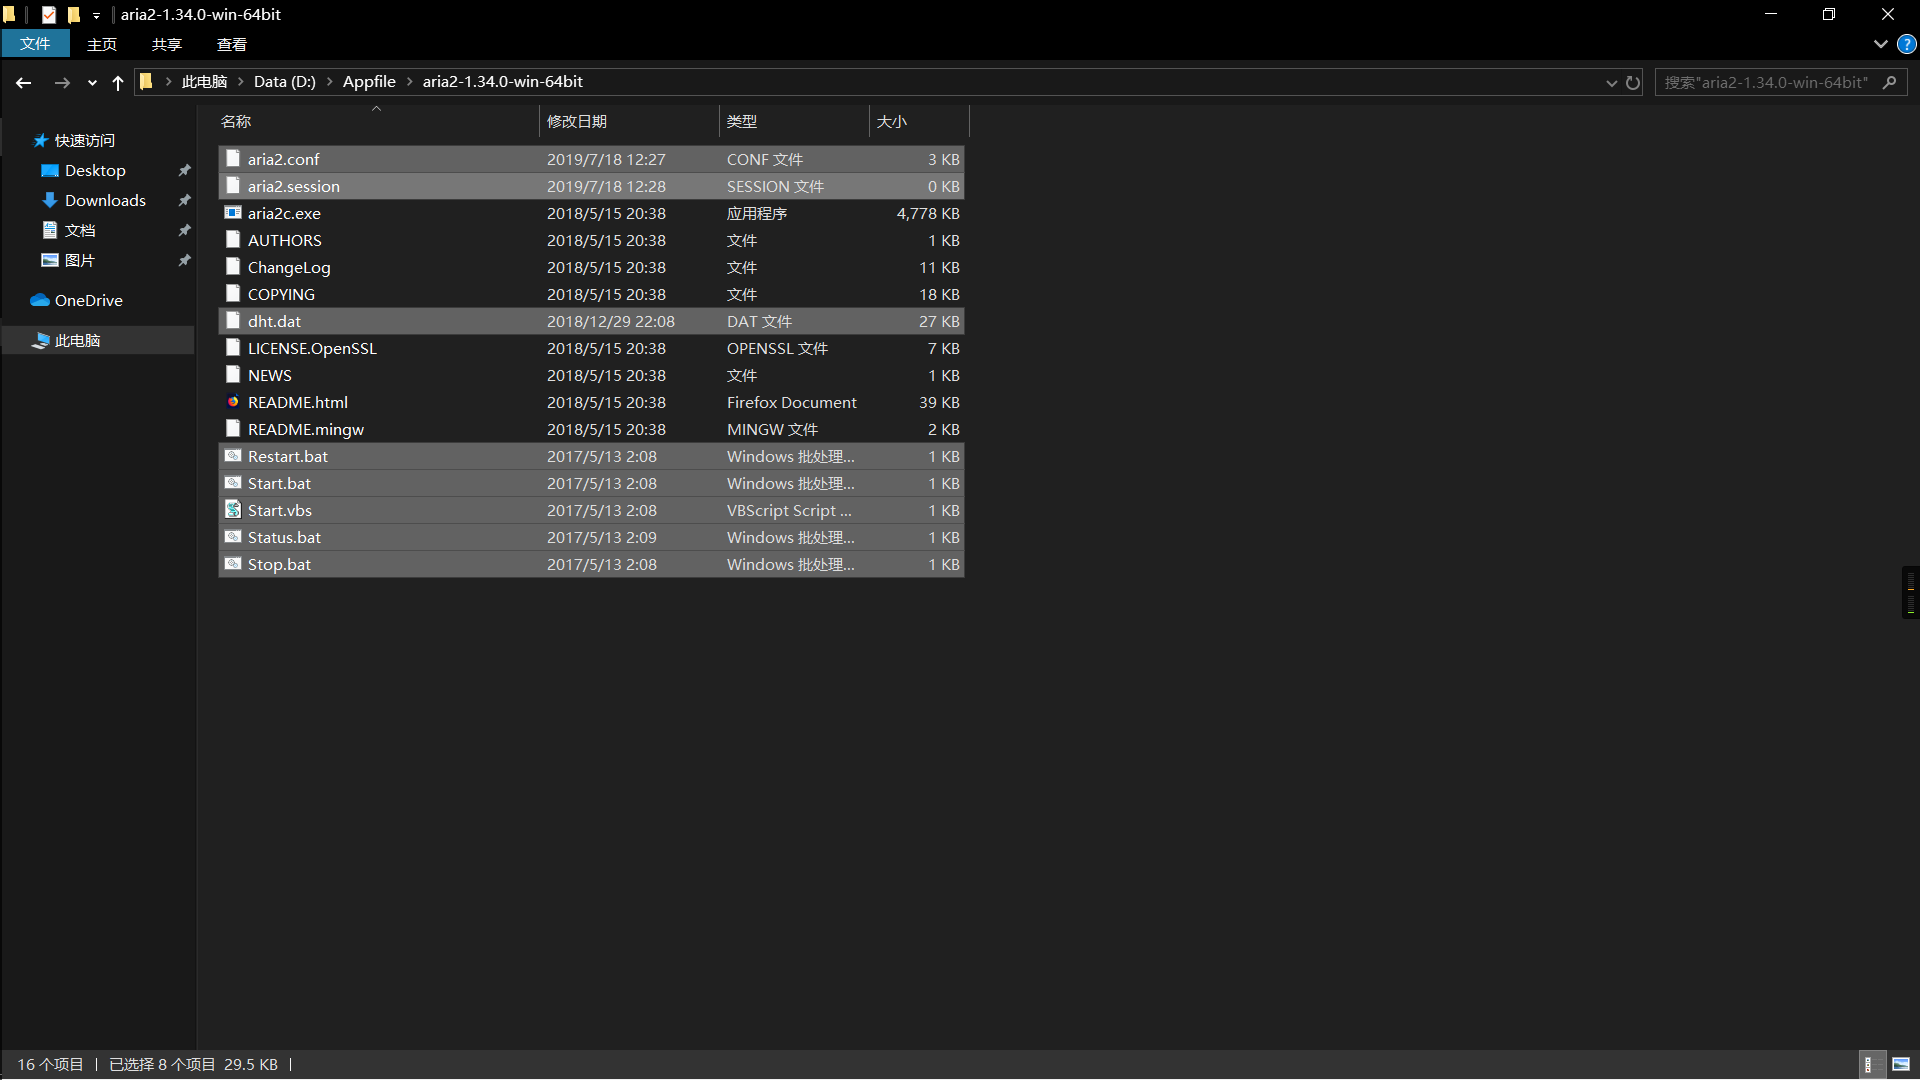 aria2-1.34.0-win-64bit
文件 主页 共享 查看
此电脑 Data (D:) Appfile aria2-1.34.0-win-64bit 搜索"aria2-1.34.0-win-64bit"
名称 修改日期 类型 大小
快速访问
Desktop
Downloads
文档
图片
OneDrive
此电脑
aria2.conf 2019/7/18 12:27 CONF 文件 3 KB
aria2.session 2019/7/18 12:28 SESSION 文件 0 KB
aria2c.exe 2018/5/15 20:38 应用程序 4,778 KB
AUTHORS 2018/5/15 20:38 文件 1 KB
ChangeLog 2018/5/15 20:38 文件 11 KB
COPYING 2018/5/15 20:38 文件 18 KB
dht.dat 2018/12/29 22:08 DAT 文件 27 KB
LICENSE.OpenSSL 2018/5/15 20:38 OPENSSL 文件 7 KB
NEWS 2018/5/15 20:38 文件 1 KB
README.html 2018/5/15 20:38 Firefox Document 39 KB
README.mingw 2018/5/15 20:38 MINGW 文件 2 KB
Restart.bat 2017/5/13 2:08 Windows 批处理... 1 KB
Start.bat 2017/5/13 2:08 Windows 批处理... 1 KB
Start.vbs 2017/5/13 2:08 VBScript Script ... 1 KB
Status.bat 2017/5/13 2:09 Windows 批处理... 1 KB
Stop.bat 2017/5/13 2:08 Windows 批处理... 1 KB
16 个项目 已选择 8 个项目 29.5 KB